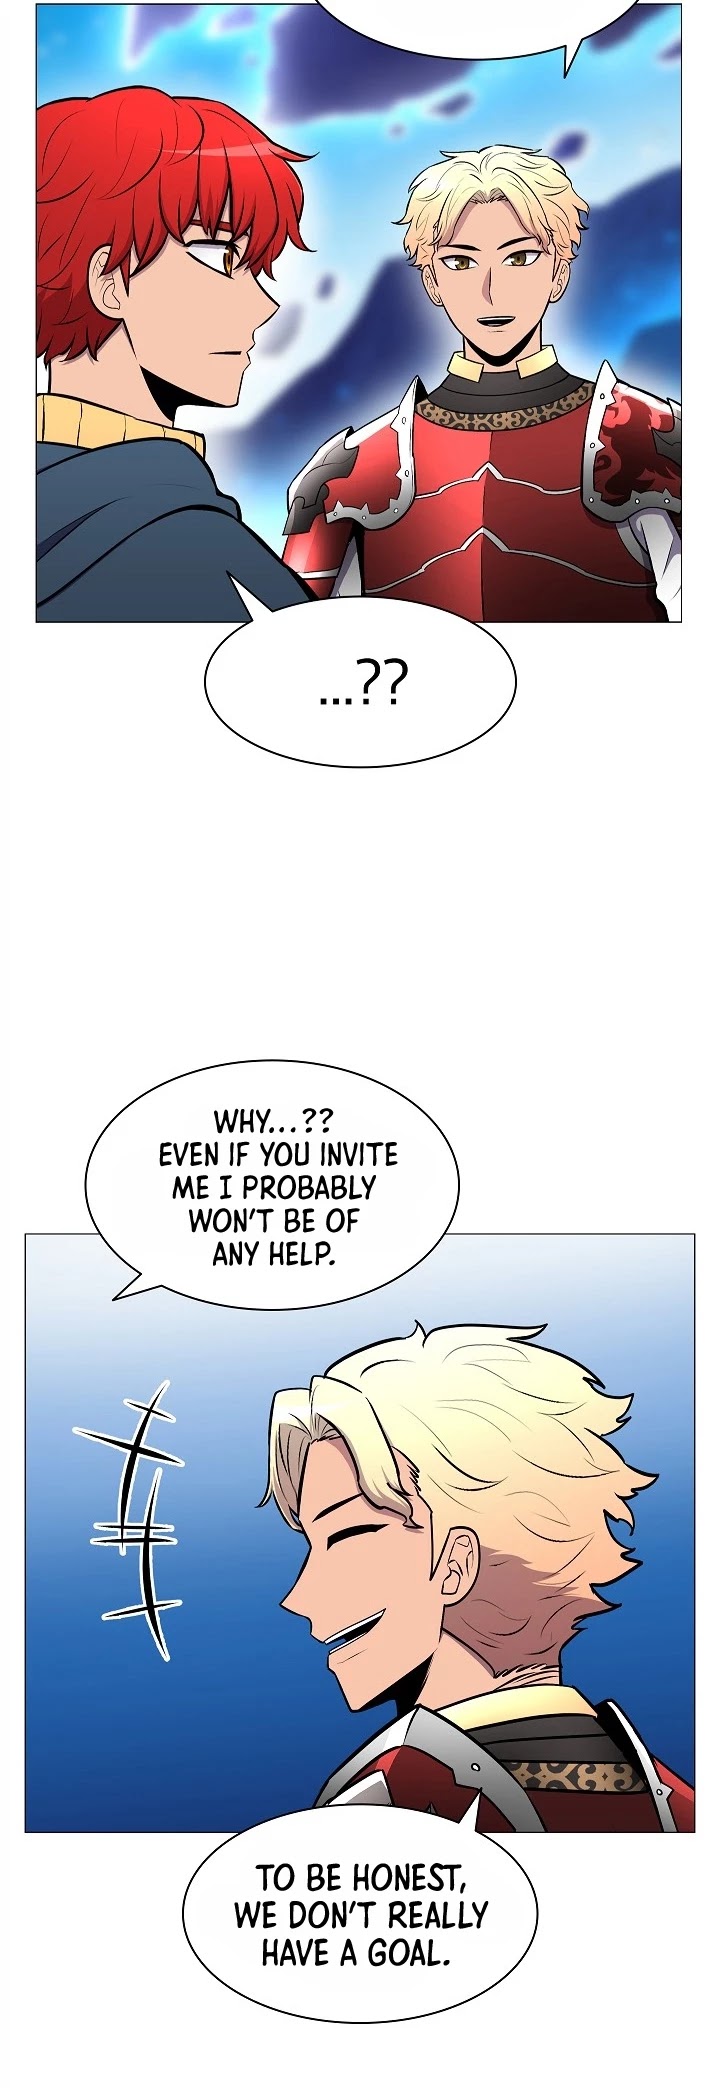 ...??
WHY...??
EVEN IF YOU INVITE
ME I PROBABLY
WON'T BE OF
ANY HELP.
TO BE HONEST,
WE DON'T REALLY
HAVE A GOAL.